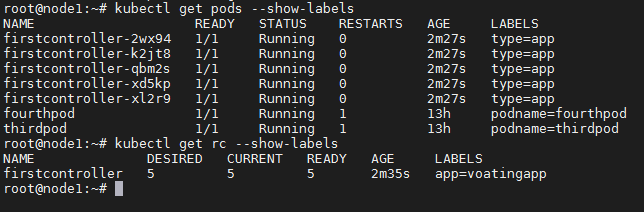 root@node1:~# kubectl get pods --show-labels
NAME READY STATUS RESTARTS AGE LABELS
firstcontroller-2wx94 1/1 Running 0 2m27s type=app
firstcontroller-k2jt8 1/1 Running 0 2m27s type=app
firstcontroller-qbm2s 1/1 Running 0 2m27s type=app
firstcontroller-xd5kp 1/1 Running 0 2m27s type=app
firstcontroller-xl2r9 1/1 Running 0 2m27s type=app
fourthpod 1/1 Running 1 13h podname=fourthpod
thirdpod 1/1 Running 1 13h podname=thirdpod
root@node1:~# kubectl get rc --show-labels
NAME DESIRED CURRENT READY AGE LABELS
firstcontroller 5 5 5 2m35s app=voatingapp
root@node1:~#